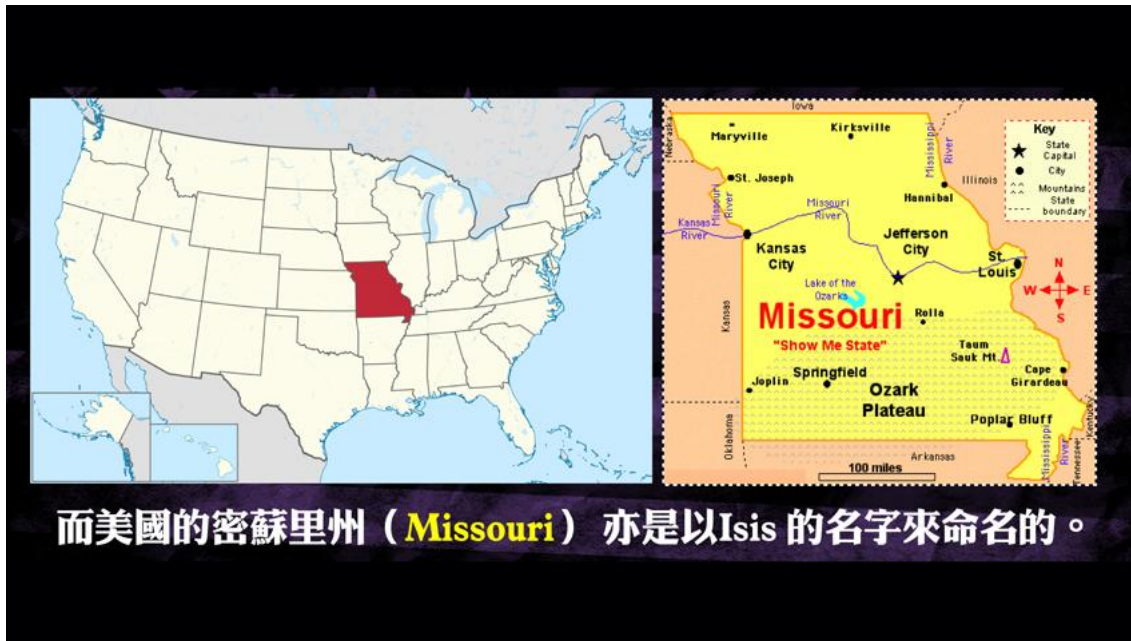 Iowa
Nebraska
Maryville
Kirksville
Mississippi
River
Key
State
Capital
City
Mountains
State
boundary
St. Joseph
Illinois
Hannibal
Missouri
River
Missouri
River
Kansas
River
Kansas
City
Jefferson
City
St.
Louis
N
W
E
S
Lake of the
Ozarks
Kansas
Missouri
"Show Me State"
Rolla
Taum
Sauk Mt.
Cape
Girardeau
Joplin
Springfield
Ozark
Plateau
Poplar Bluff
Kentucky
Oklahoma
Arkansas
Mississippi
River
Tennessee
100 miles
而美國的密蘇里州（Missouri） 亦是以Isis 的名字來命名的。